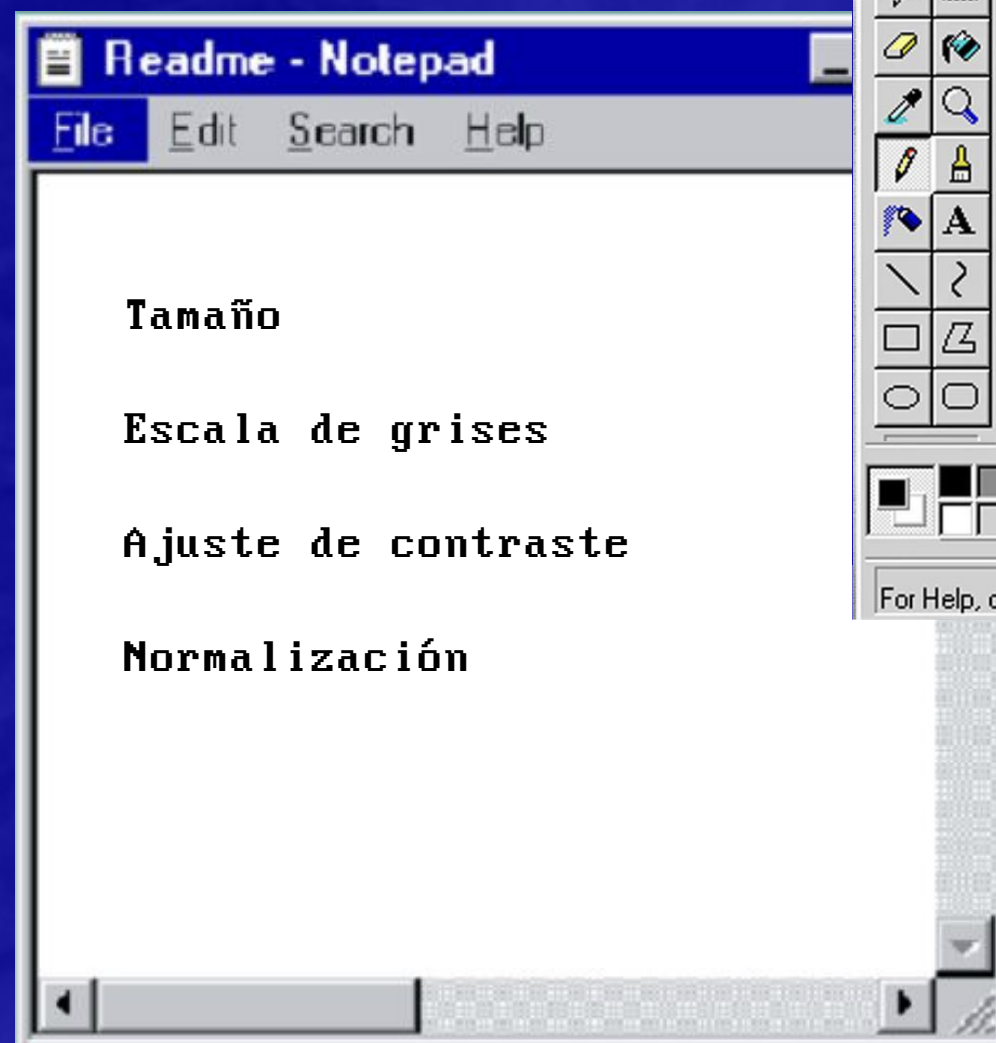 Readme - Notepad
File Edit Search Help
Tamaño
Escala de grises
Ajuste de contraste
Normalización
A
For Help,